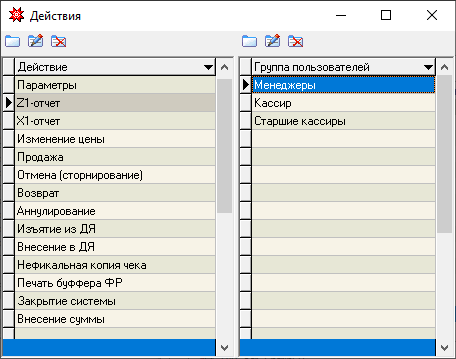 Действия
Действие
Параметры
Z1-отчет
X1-отчет
Изменение цены
Продажа
Отмена (сторнирование)
Возврат
Аннулирование
Изъятие из ДЯ
Внесение в ДЯ
Нефикальная копия чека
Печать буфера ФР
Закрытие системы
Внесение суммы
Группа пользователей
Менеджеры
Кассир
Старшие кассиры